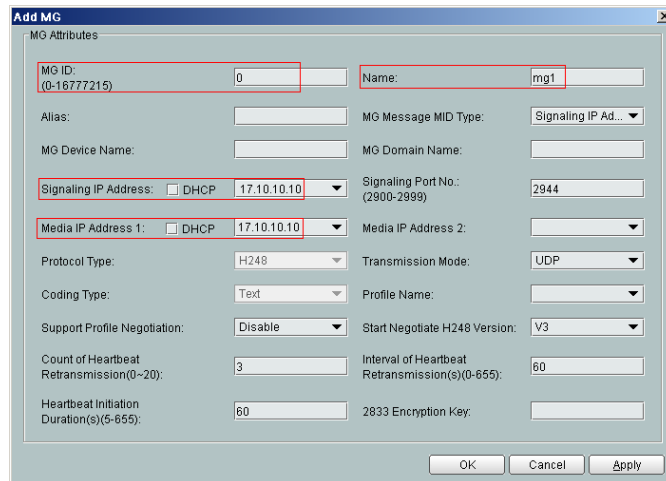 Add MG
MG Attributes
MG ID:
(0-16777215)
0
Name:
mg1
Alias:
MG Message MID Type:
Signaling IP Ad...
MG Device Name:
MG Domain Name:
Signaling IP Address:
DHCP
17.10.10.10
Signaling Port No.:
(2900-2999)
2944
Media IP Address 1:
DHCP
17.10.10.10
Media IP Address 2:
Protocol Type:
H248
Transmission Mode:
UDP
Coding Type:
Text
Profile Name:
Support Profile Negotiation:
Disable
Start Negotiate H248 Version:
V3
Count of Heartbeat
Retransmission(0~20):
3
Interval of Heartbeat
Retransmission(s)(0-655):
60
Heartbeat Initiation
Duration(s)(5-655):
60
2833 Encryption Key:
OK
Cancel
Apply